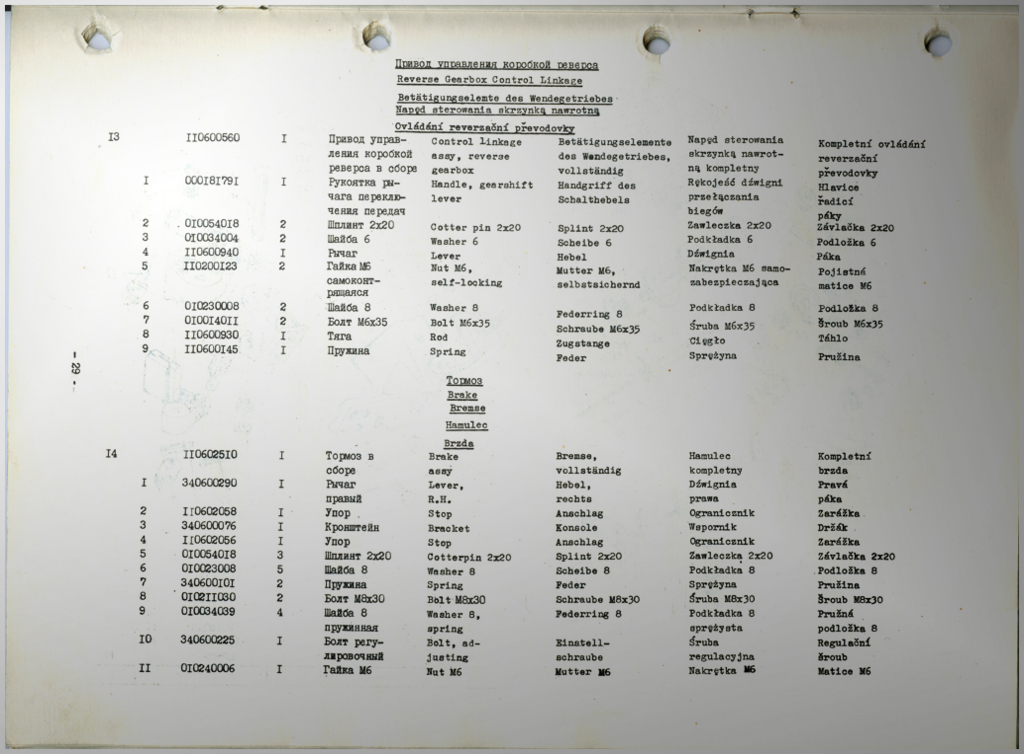 Привод управления коробкой реверса
Reverse Gearbox Control Linkage
Betätigungselemte des Wendegetriebes
Napęd sterowania skrzynką nawrotną
Ovládání reverzační převodovky
I3 II0600560 I Привод управ- Control Linkage Betätigungselemente Napęd sterowania Kompletní ovládání
ления коробкой assy, reverse des Wendegetriebes, skrzynką nawrot- reverzační
реверса в сборе gearbox vollständig ną kompletny převodovky
I 000I8I79I I Рукоятка ры- Handle, gearshift Handgriff des Rękojeść dźwigni Hlavice
чага переклю- lever Schalthebels przełączania řadicí
чения передач biegów páky
2 0I0054018 2 Шплинт 2x20 Cotter pin 2x20 Splint 2x20 Zawleczka 2x20 Závlačka 2x20
3 0I0034004 2 Шайба 6 Washer 6 Scheibe 6 Podkładka 6 Podložka 6
4 II0600940 I Рычаг Lever Hebel Dźwignia Páka
5 II0200I23 2 Гайка М6 Nut M6, Mutter M6, Nakrętka M6 samo- Pojistná
самоконт- self-locking selbstsichernd zabezpieczająca matice M6
рящаяся
6 0I0230008 2 Шайба 8 Washer 8 Federring 8 Podkładka 8 Podložka 8
7 0I00I40II 2 Болт М6х35 Bolt M6x35 Schraube M6x35 Śruba M6x35 Šroub M6x35
8 II0600930 I Тяга Rod Zugstange Cięgło Táhlo
9 II0600I45 I Пружина Spring Feder Sprężyna Pružina
- 29 -
Тормоз
Brake
Bremse
Hamulec
Brzda
I4 II06025I0 I Тормоз в Brake Bremse, Hamulec Kompletní
сборе assy vollständig kompletny brzda
I 340600290 I Рычаг Lever, Hebel, Dźwignia Pravá
правый R.H. rechts prawa páka
2 II0602058 I Упор Stop Anschlag Ogranicznik Zarážka
3 340600076 I Кронштейн Bracket Konsole Wspornik Držák
4 II0602056 I Упор Stop Anschlag Ogranicznik Zarážka
5 0I0054018 3 Шплинт 2x20 Cotterpin 2x20 Splint 2x20 Zawleczka 2x20 Závlačka 2x20
6 0I0023008 5 Шайба 8 Washer 8 Scheibe 8 Podkładka 8 Podložka 8
7 340600I0I 2 Пружина Spring Feder Sprężyna Pružina
8 0I02II030 2 Болт М8х30 Bolt M8x30 Schraube M8x30 Śruba M8x30 Šroub M8x30
9 0I0034039 4 Шайба 8 Washer 8, Federring 8 Podkładka 8 Pružná
пружинная spring sprężysta podložka 8
I0 340600225 I Болт регу- Bolt, ad- Einstell- Śruba Regulační
лировочный justing schraube regulacyjna šroub
II 0I0240006 I Гайка М6 Nut M6 Mutter M6 Nakrętka M6 Matice M6